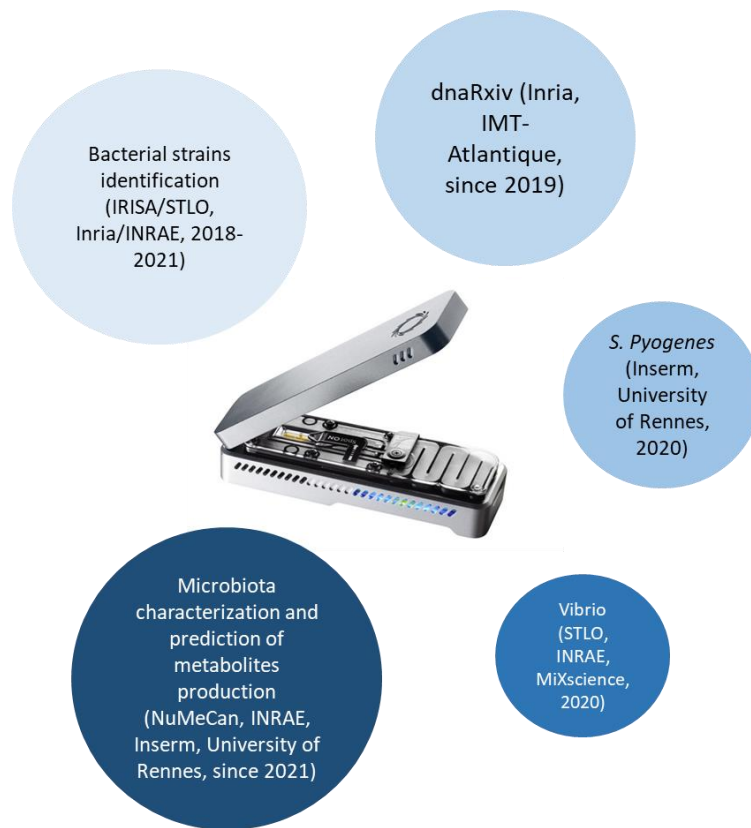 dnaRxiv (Inria,
IMT-
Atlantique,
since 2019)
Bacterial strains
identification
(IRISA/STLO,
Inria/INRAE, 2018-
2021)
S. Pyogenes
(Inserm,
University
of Rennes,
2020)
Microbiota
characterization and
prediction of
metabolites
production
(NuMeCan, INRAE,
Inserm, University of
Rennes, since 2021)
Vibrio
(STLO,
INRAE,
MiXscience,
2020)